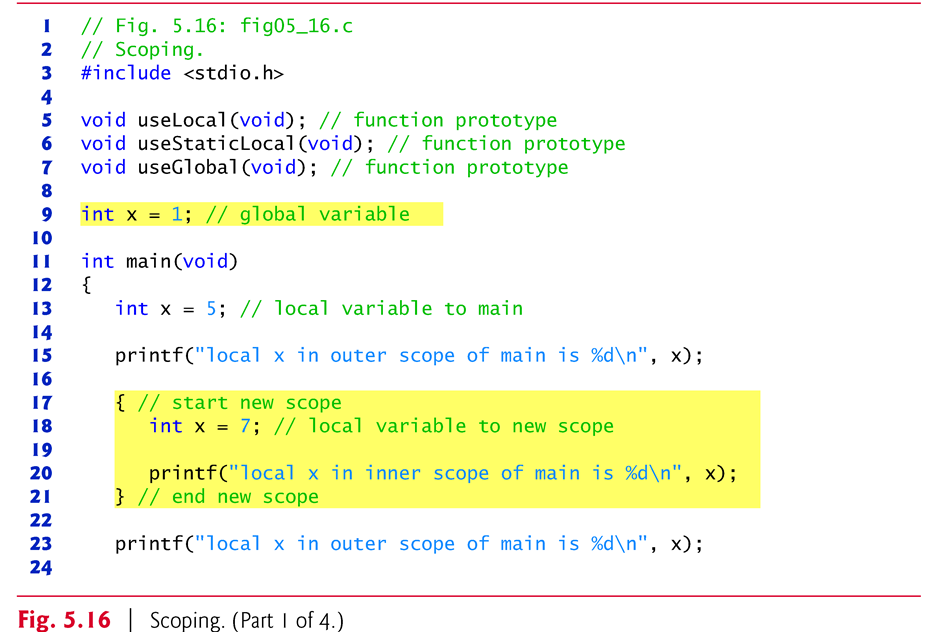 1 // Fig. 5.16: fig05_16.c
2 // Scoping.
3 #include <stdio.h>
4
5 void useLocal(void); // function prototype
6 void useStaticLocal(void); // function prototype
7 void useGlobal(void); // function prototype
8
9 int x = 1; // global variable
10
11 int main(void)
12 {
13    int x = 5; // local variable to main
14
15    printf("local x in outer scope of main is %d\n", x);
16
17    { // start new scope
18       int x = 7; // local variable to new scope
19
20       printf("local x in inner scope of main is %d\n", x);
21    } // end new scope
22
23    printf("local x in outer scope of main is %d\n", x);
24
Fig. 5.16 | Scoping. (Part 1 of 4.)